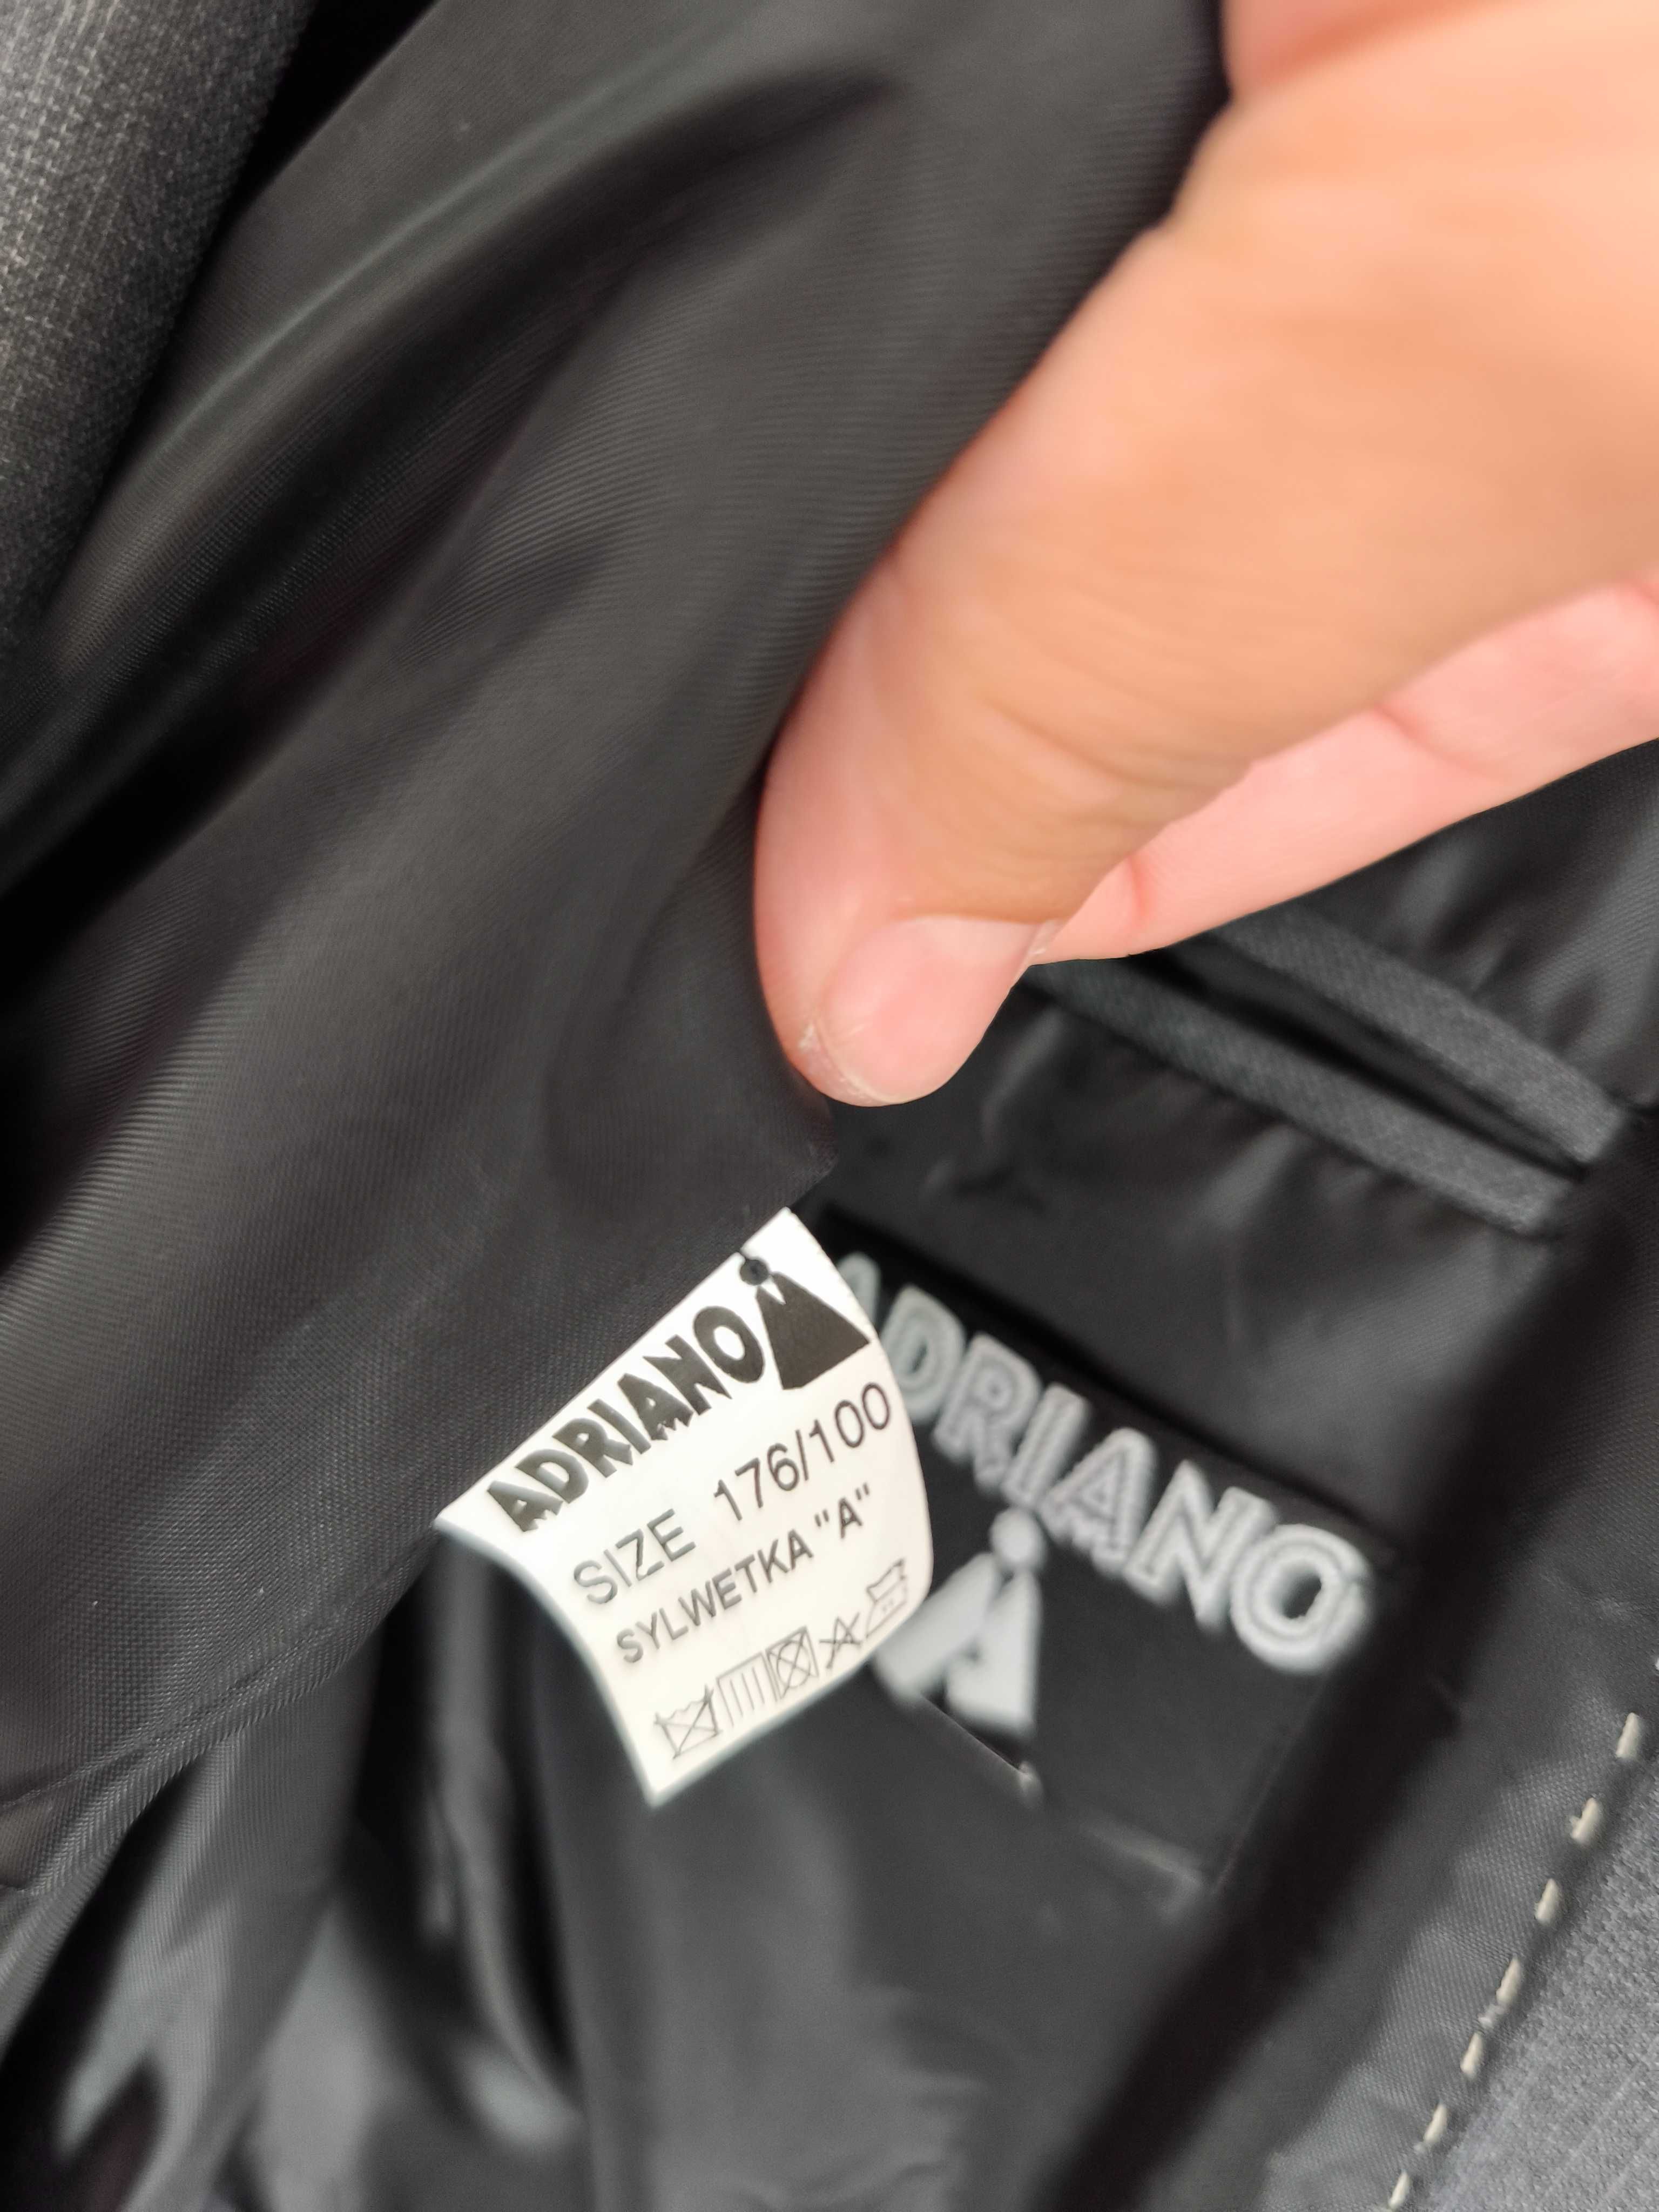 ADRIANO
SIZE 176/100
SYLWETKA "A"
ADRIANO